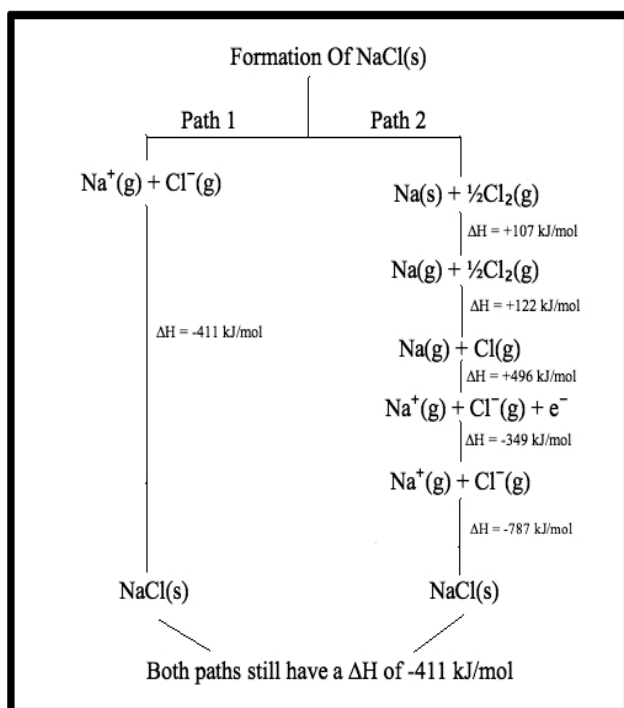 Formation Of NaCl(s)
Path 1
Path 2
Na⁺(g) + Cl⁻(g)
ΔH = -411 kJ/mol
NaCl(s)
Na(s) + ½Cl₂(g)
ΔH = +107 kJ/mol
Na(g) + ½Cl₂(g)
ΔH = +122 kJ/mol
Na(g) + Cl(g)
ΔH = +496 kJ/mol
Na⁺(g) + Cl⁻(g) + e⁻
ΔH = -349 kJ/mol
Na⁺(g) + Cl⁻(g)
ΔH = -787 kJ/mol
NaCl(s)
Both paths still have a ΔH of -411 kJ/mol